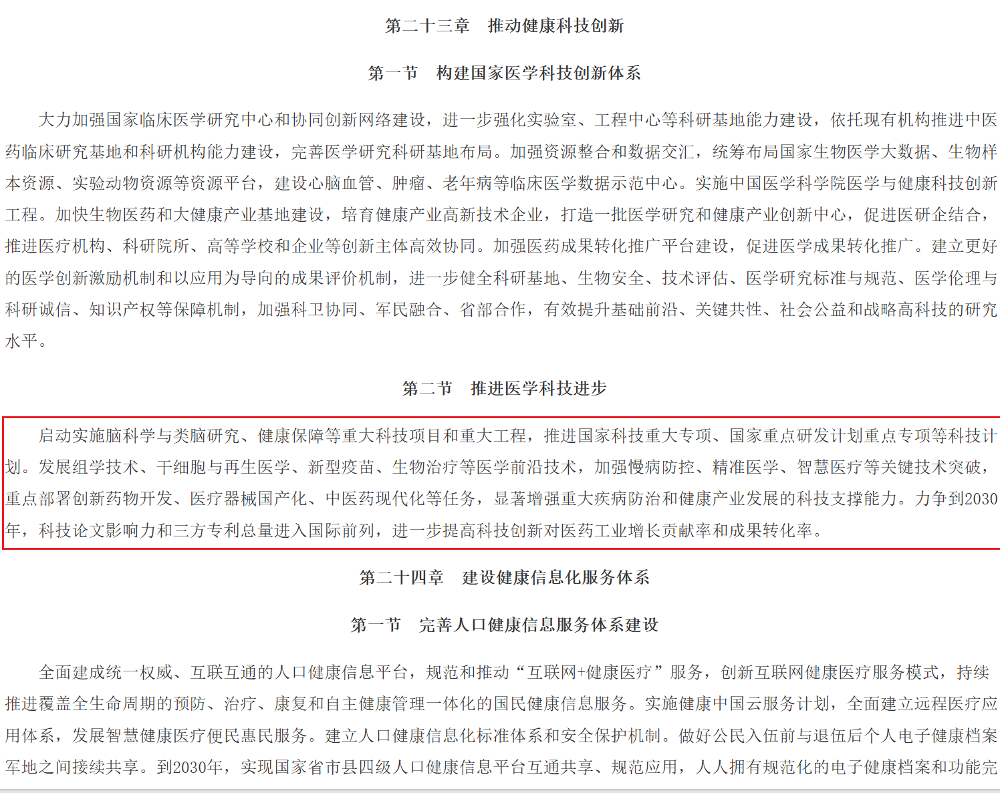 第二十三章　推动健康科技创新
第一节　构建国家医学科技创新体系
大力加强国家临床医学研究中心和协同创新网络建设，进一步强化实验室、工程中心等科研基地能力建设，依托现有机构推进中医
药临床研究基地和科研机构能力建设，完善医学研究科研基地布局。加强资源整合和数据交汇，统筹布局国家生物医学大数据、生物样
本资源、实验动物资源等资源平台，建设心脑血管、肿瘤、老年病等临床医学数据示范中心。实施中国医学科学院医学与健康科技创新
工程。加快生物医药和大健康产业基地建设，培育健康产业高新技术企业，打造一批医学研究和健康产业创新中心，促进医研企结合，
推进医疗机构、科研院所、高等学校和企业等创新主体高效协同。加强医药成果转化推广平台建设，促进医学成果转化推广。建立更好
的医学创新激励机制和以应用为导向的成果评价机制，进一步健全科研基地、生物安全、技术评估、医学研究标准与规范、医学伦理与
科研诚信、知识产权等保障机制，加强科卫协同、军民融合、省部合作，有效提升基础前沿、关键共性、社会公益和战略高科技的研究
水平。
第二节　推进医学科技进步
启动实施脑科学与类脑研究、健康保障等重大科技项目和重大工程，推进国家科技重大专项、国家重点研发计划重点专项等科技计
划。发展组学技术、干细胞与再生医学、新型疫苗、生物治疗等医学前沿技术，加强慢病防控、精准医学、智慧医疗等关键技术突破，
重点部署创新药物开发、医疗器械国产化、中医药现代化等任务，显著增强重大疾病防治和健康产业发展的科技支撑能力。力争到2030
年，科技论文影响力和三方专利总量进入国际前列，进一步提高科技创新对医药工业增长贡献率和成果转化率。
第二十四章　建设健康信息化服务体系
第一节　完善人口健康信息服务体系建设
全面建成统一权威、互联互通的人口健康信息平台，规范和推动“互联网+健康医疗”服务，创新互联网健康医疗服务模式，持续
推进覆盖全生命周期的预防、治疗、康复和自主健康管理一体化的国民健康信息服务。实施健康中国云服务计划，全面建立远程医疗应
用体系，发展智慧健康医疗便民惠民服务。建立人口健康信息化标准体系和安全保护机制。做好公民入伍前与退伍后个人电子健康档案
军地之间接续共享。到2030年，实现国家省市县四级人口健康信息平台互通共享、规范应用，人人拥有规范化的电子健康档案和功能完